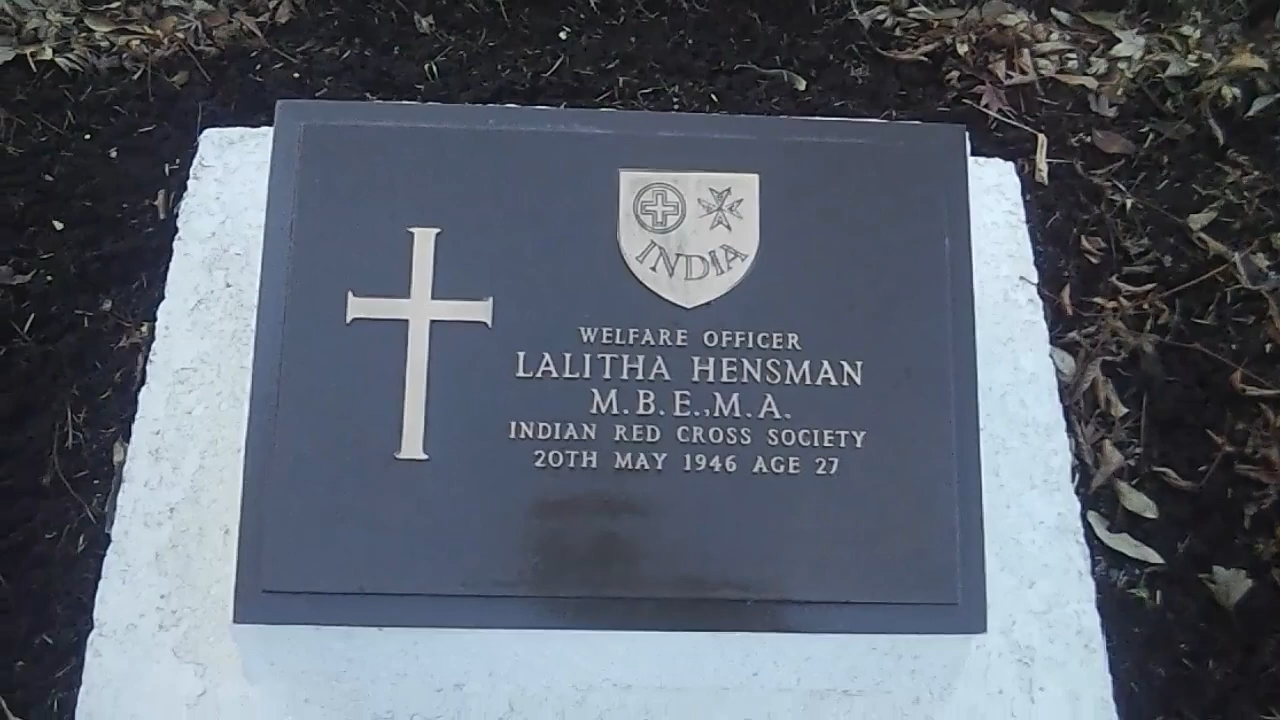 INDIA
WELFARE OFFICER
LALITHA HENSMAN
M.B.E.,M.A.
INDIAN RED CROSS SOCIETY
20TH MAY 1946 AGE 27